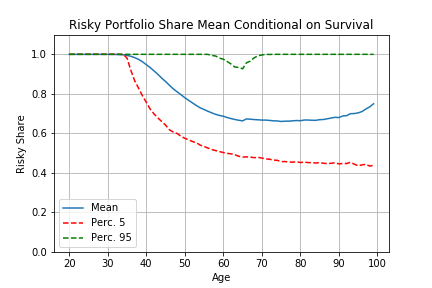 Risky Portfolio Share Mean Conditional on Survival
1.0
0.8
0.6
0.4
0.2
0.0
Risky Share
Mean
Perc. 5
Perc. 95
20 30 40 50 60 70 80 90 100
Age